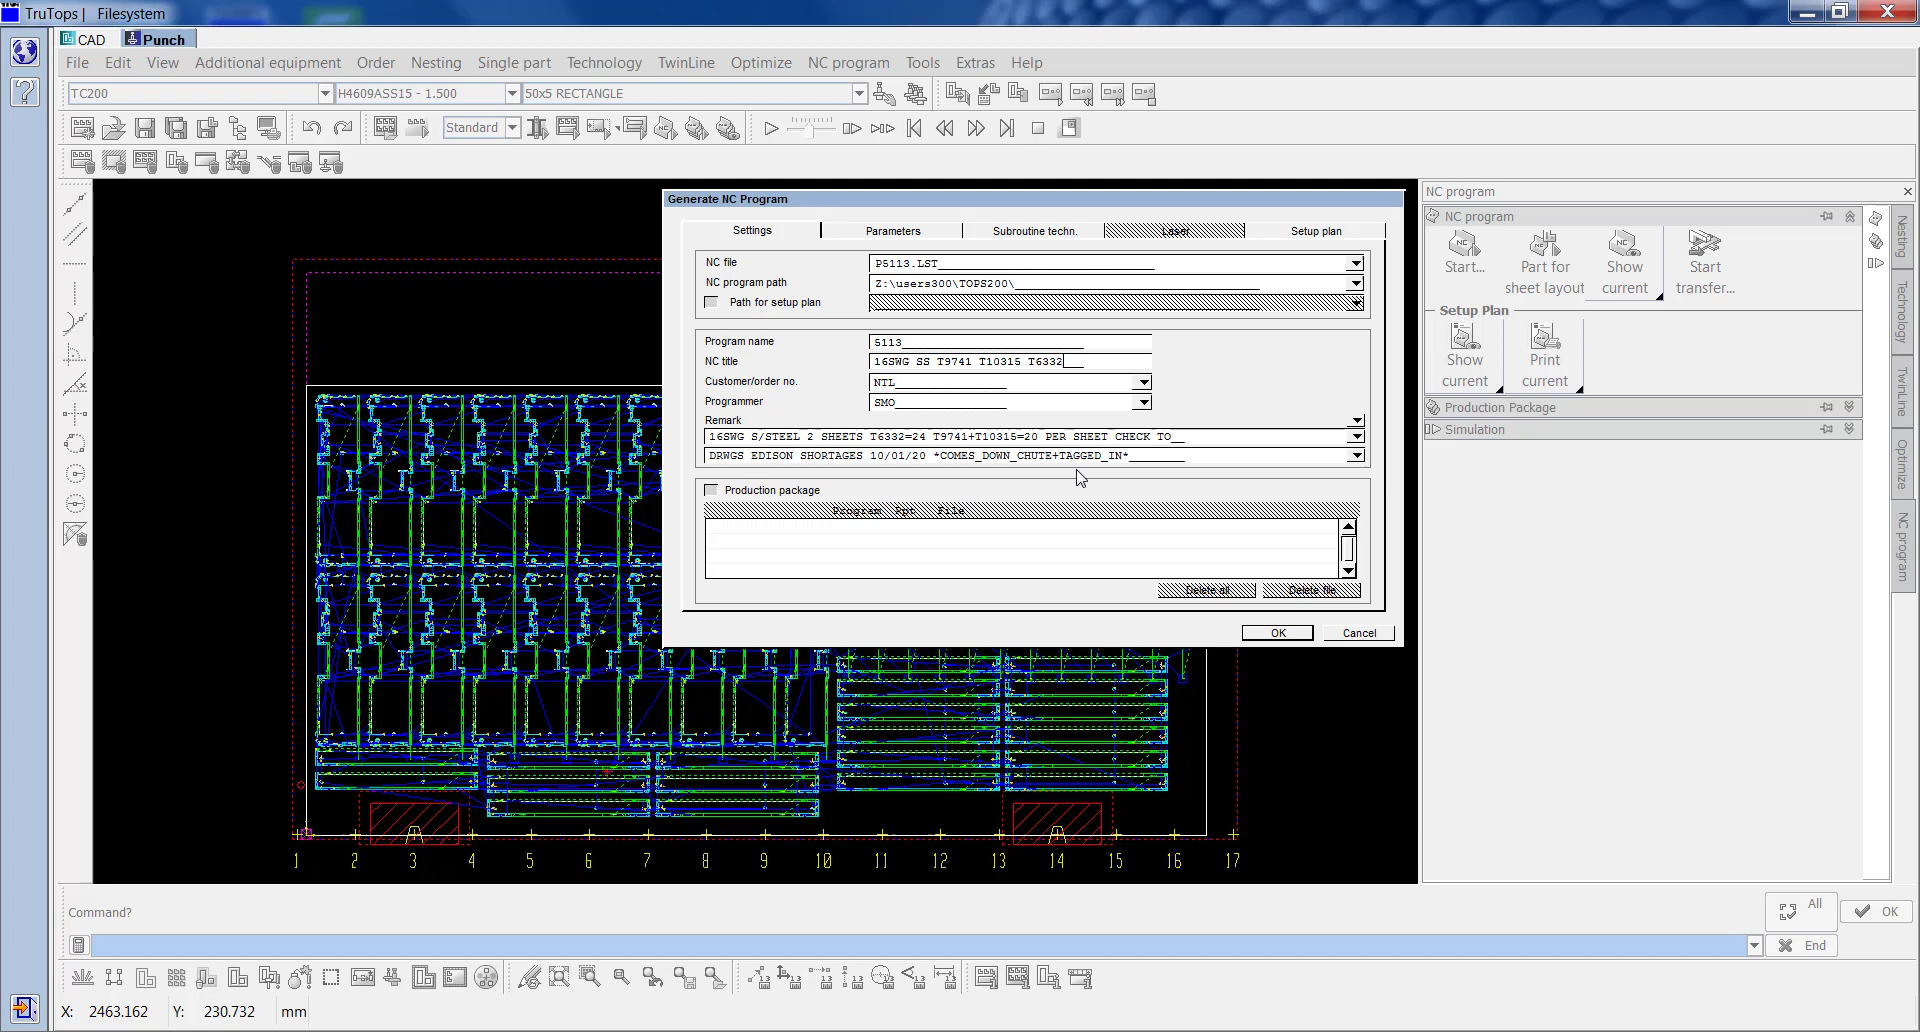 TruTops | Filesystem
CAD Punch
File Edit View Additional equipment Order Nesting Single part Technology TwinLine Optimize NC program Tools Extras Help
TC200 H4609ASS15 - 1.500 50x5 RECTANGLE
Standard
Generate NC Program
Settings Parameters Subroutine techn. Laser Setup plan
NC file P5113.LST
NC program path Z:\users300\TOPS200\
Path for setup plan
Program name 5113
NC title 16SWG SS T9741 T10315 T6332
Customer/order no. NTL
Programmer SMO
Remark
16SWG S/STEEL 2 SHEETS T6332=24 T9741+T10315=20 PER SHEET CHECK TO
DRWGS EDISON SHORTAGES 10/01/20 *COMES_DOWN_CHUTE+TAGGED_IN*
Production package
Program Ppt File
Delete all Delete file
OK Cancel
NC program
NC program
Start... Part for sheet layout Show current Start transfer...
Setup Plan
Show current Print current
Production Package
Simulation
Nesting
Technology
TwinLine
Optimize
NC program
1 2 3 4 5 6 7 8 9 10 11 12 13 14 15 16 17
Command?
All OK
End
X: 2463.162 Y: 230.732 mm